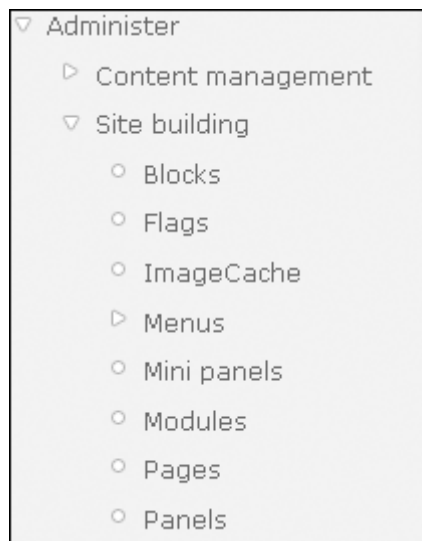 Administer
Content management
Site building
Blocks
Flags
ImageCache
Menus
Mini panels
Modules
Pages
Panels